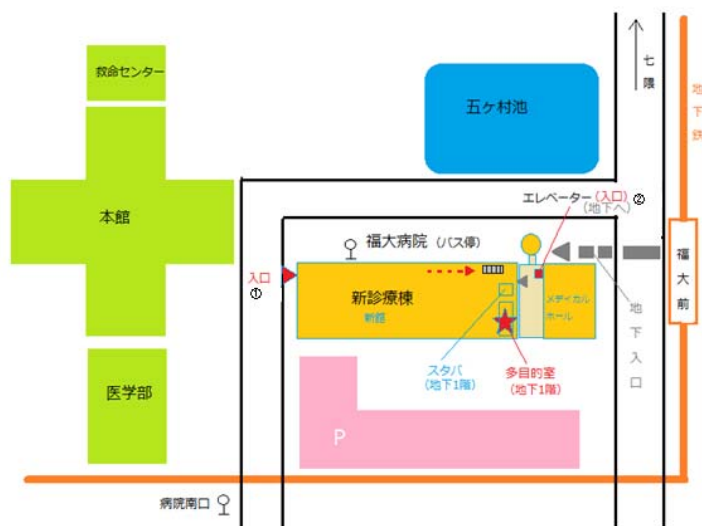 救命センター
七隈
地下鉄
五ケ村池
エレベーター(入口)②
(地下へ)
本館
福大病院 (バス停)
福大前
入口
①
新診療棟
新館
メディカル
ホール
地下入口
スタバ
(地下1階)
多目的室
(地下1階)
医学部
P
病院南口